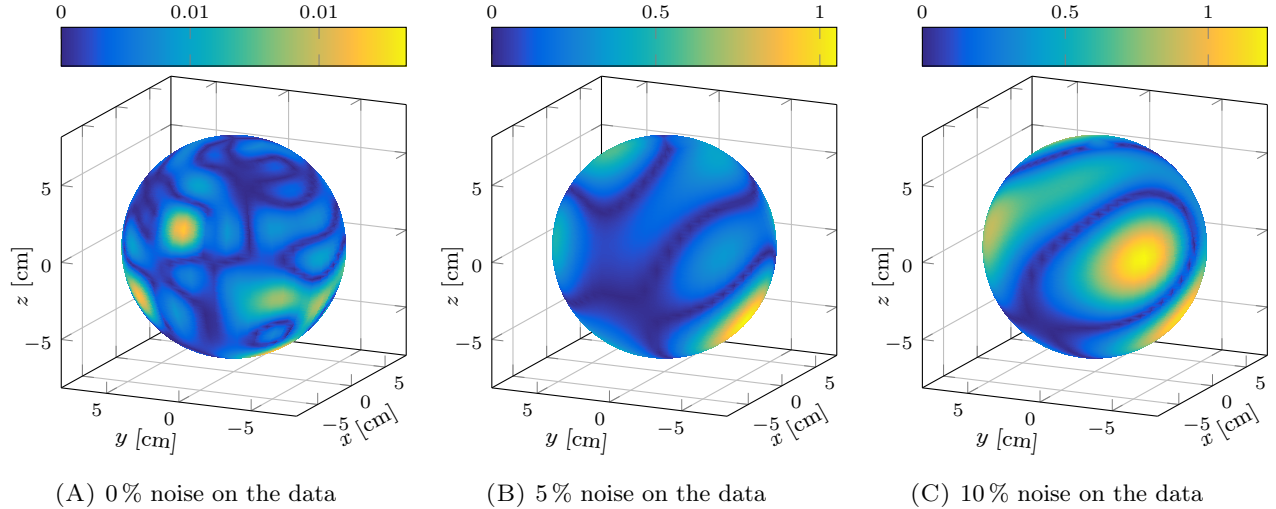 0 0.01 0.01
0 0.5 1
0 0.5 1
5
0
−5
z [cm]
5 0 −5
y [cm]
−5 0 5
x [cm]
5
0
−5
z [cm]
5 0 −5
y [cm]
−5 0 5
x [cm]
5
0
−5
z [cm]
5 0 −5
y [cm]
−5 0 5
x [cm]
(A) 0 % noise on the data
(B) 5 % noise on the data
(C) 10 % noise on the data